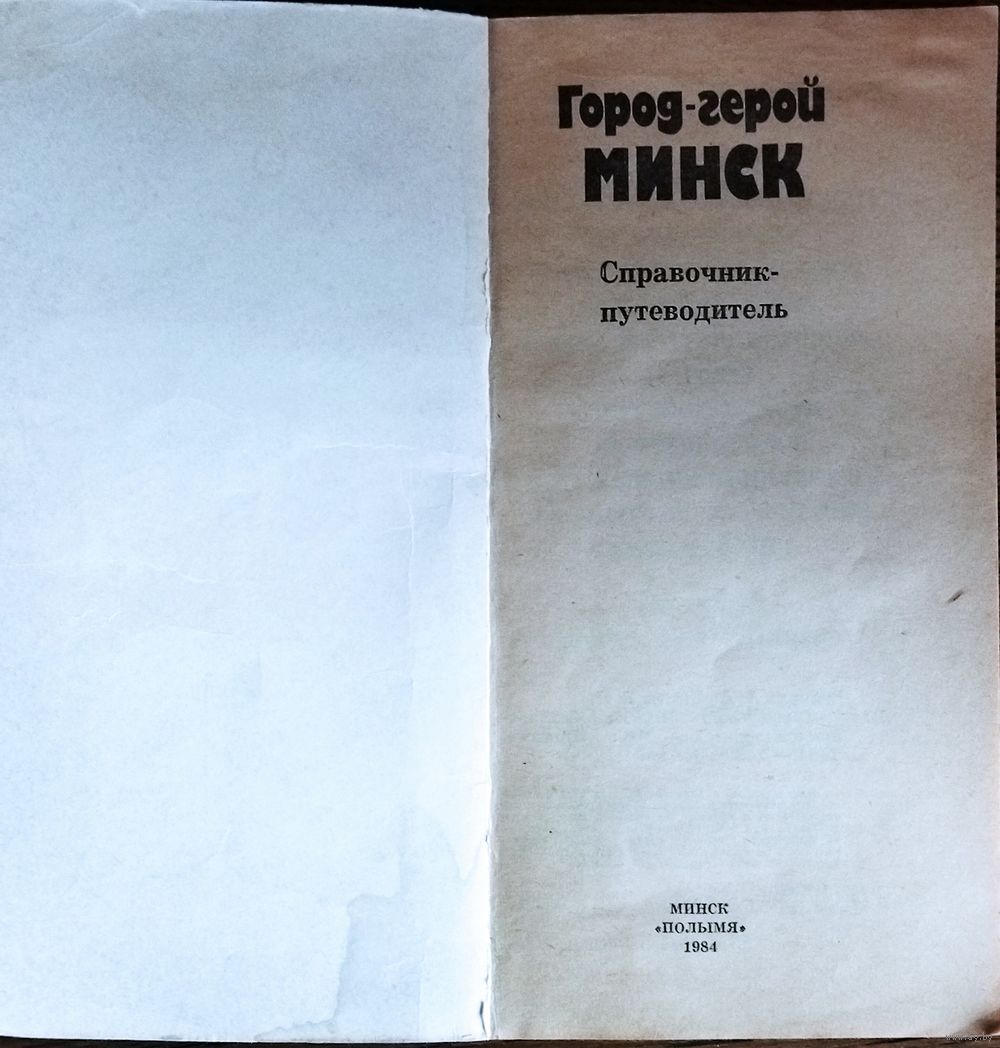 Город-герой
МИНСК
Справочник-
путеводитель
МИНСК
«ПОЛЫМЯ»
1984